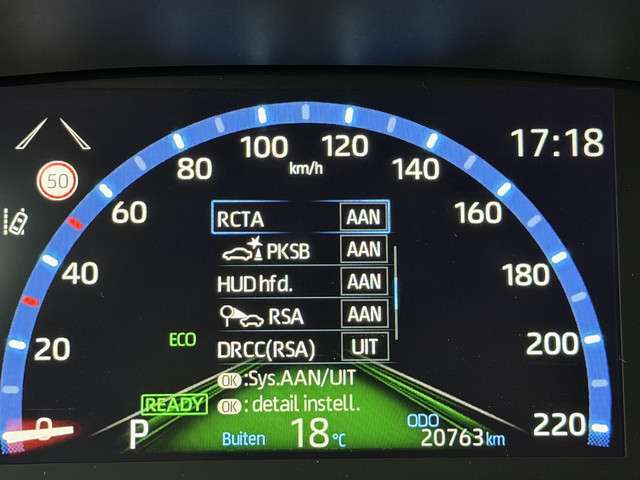 17:18
0 20 40 60 80 100 120 140 160 180 200 220
km/h
50
RCTA AAN
PKSB AAN
HUD hfd. AAN
RSA AAN
DRCC(RSA) UIT
ECO
OK :Sys.AAN/UIT
READY
OK : detail instell.
P
Buiten 18 °C
ODO
20763 km